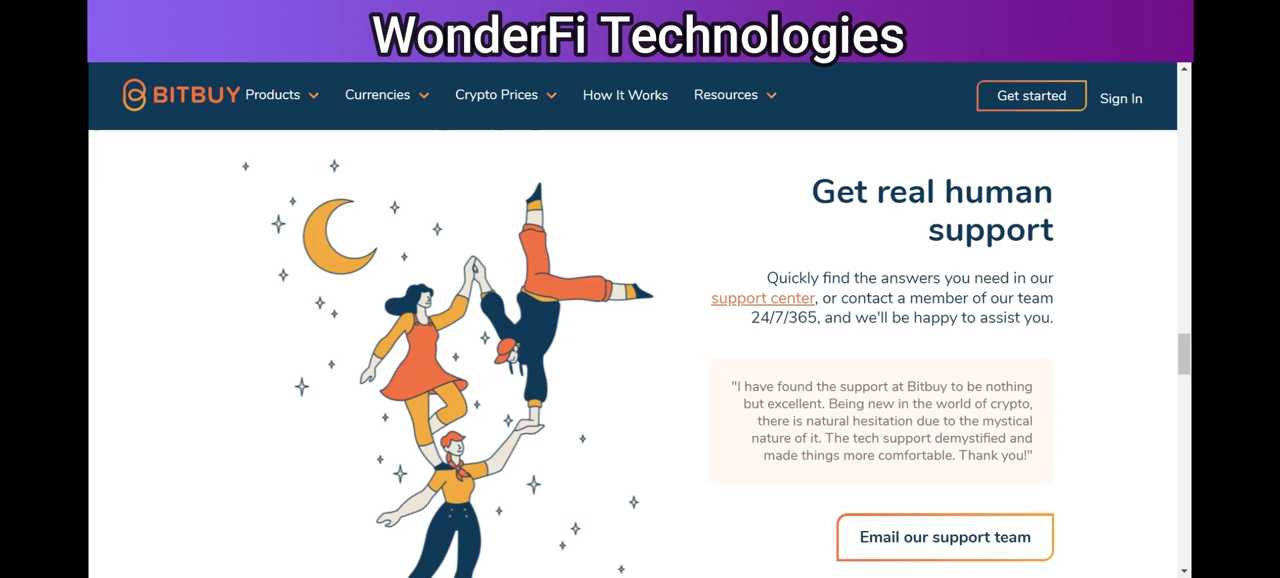 WonderFi Technologies
BITBUY Products Currencies Crypto Prices How It Works Resources Get started Sign In
Get real human
support
Quickly find the answers you need in our
support center, or contact a member of our team
24/7/365, and we'll be happy to assist you.
"I have found the support at Bitbuy to be nothing
but excellent. Being new in the world of crypto,
there is natural hesitation due to the mystical
nature of it. The tech support demystified and
made things more comfortable. Thank you!"
Email our support team